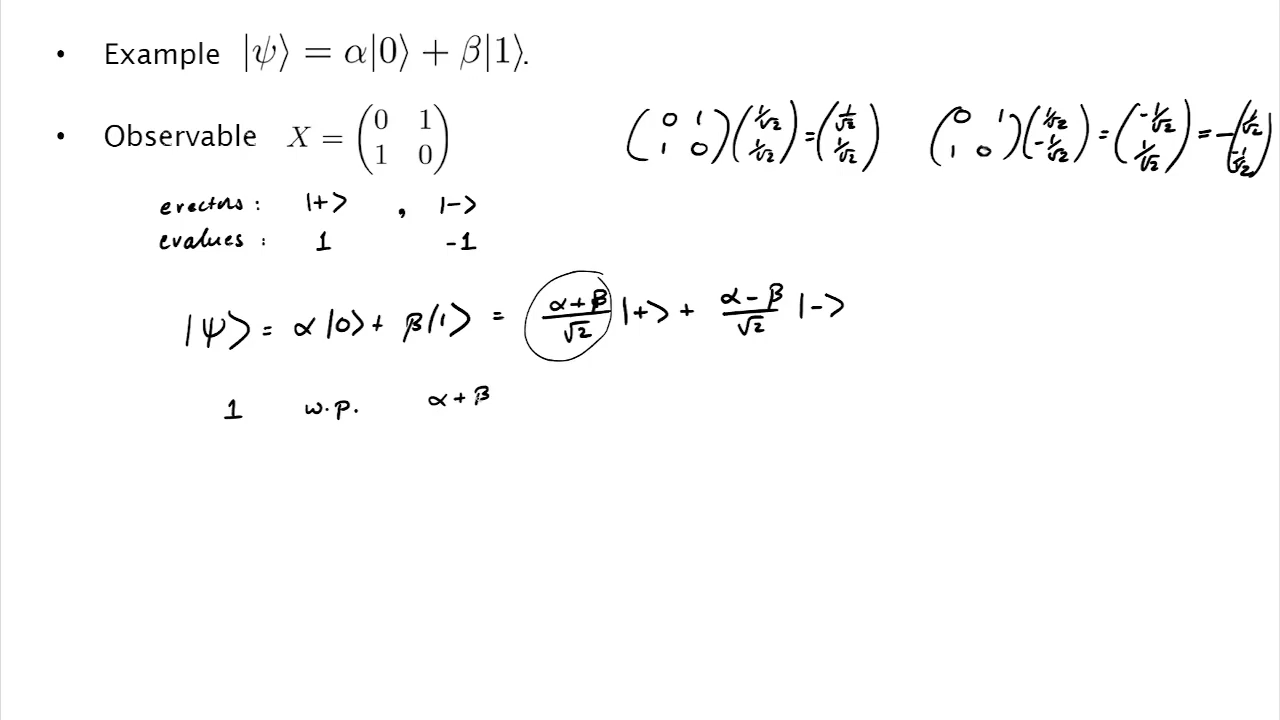 • Example |ψ⟩ = α|0⟩ + β|1⟩.
• Observable X = (0 1; 1 0)
(0 1; 1 0)(1/√2; 1/√2) = (1/√2; 1/√2)
(0 1; 1 0)(1/√2; -1/√2) = (-1/√2; 1/√2) = -(1/√2; -1/√2)
evectors : |+⟩ , |-⟩
evalues : 1 -1
|ψ⟩ = α|0⟩ + β|1⟩ = (α+β)/√2 |+⟩ + (α-β)/√2 |-⟩
1 w.p. α+β